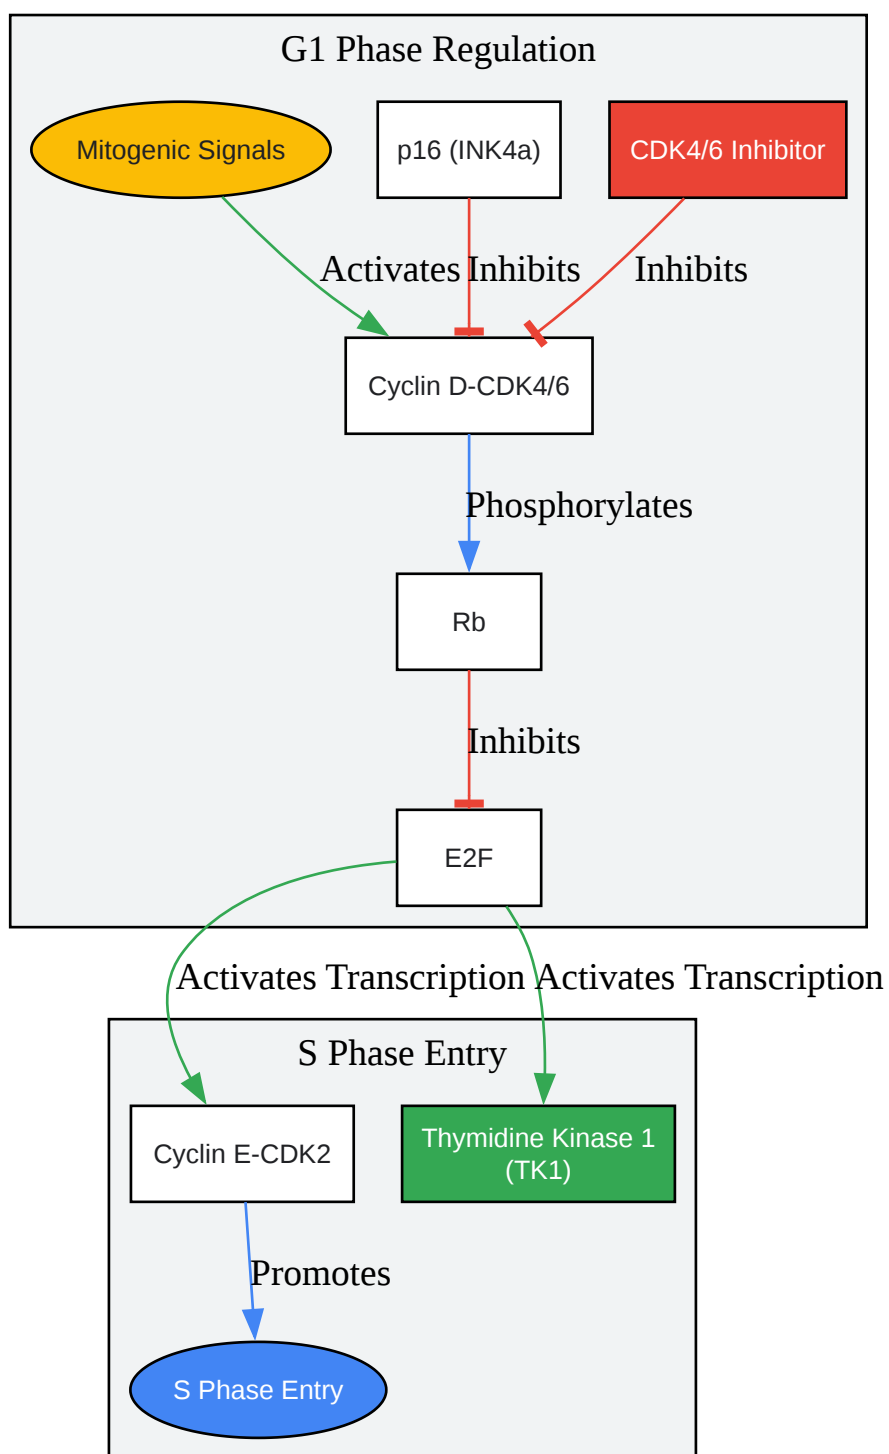 G1 Phase Regulation
Mitogenic Signals
p16 (INK4a)
CDK4/6 Inhibitor
Activates
Inhibits
Inhibits
Cyclin D-CDK4/6
Phosphorylates
Rb
Inhibits
E2F
Activates Transcription
Activates Transcription
S Phase Entry
Cyclin E-CDK2
Thymidine Kinase 1
(TK1)
Promotes
S Phase Entry